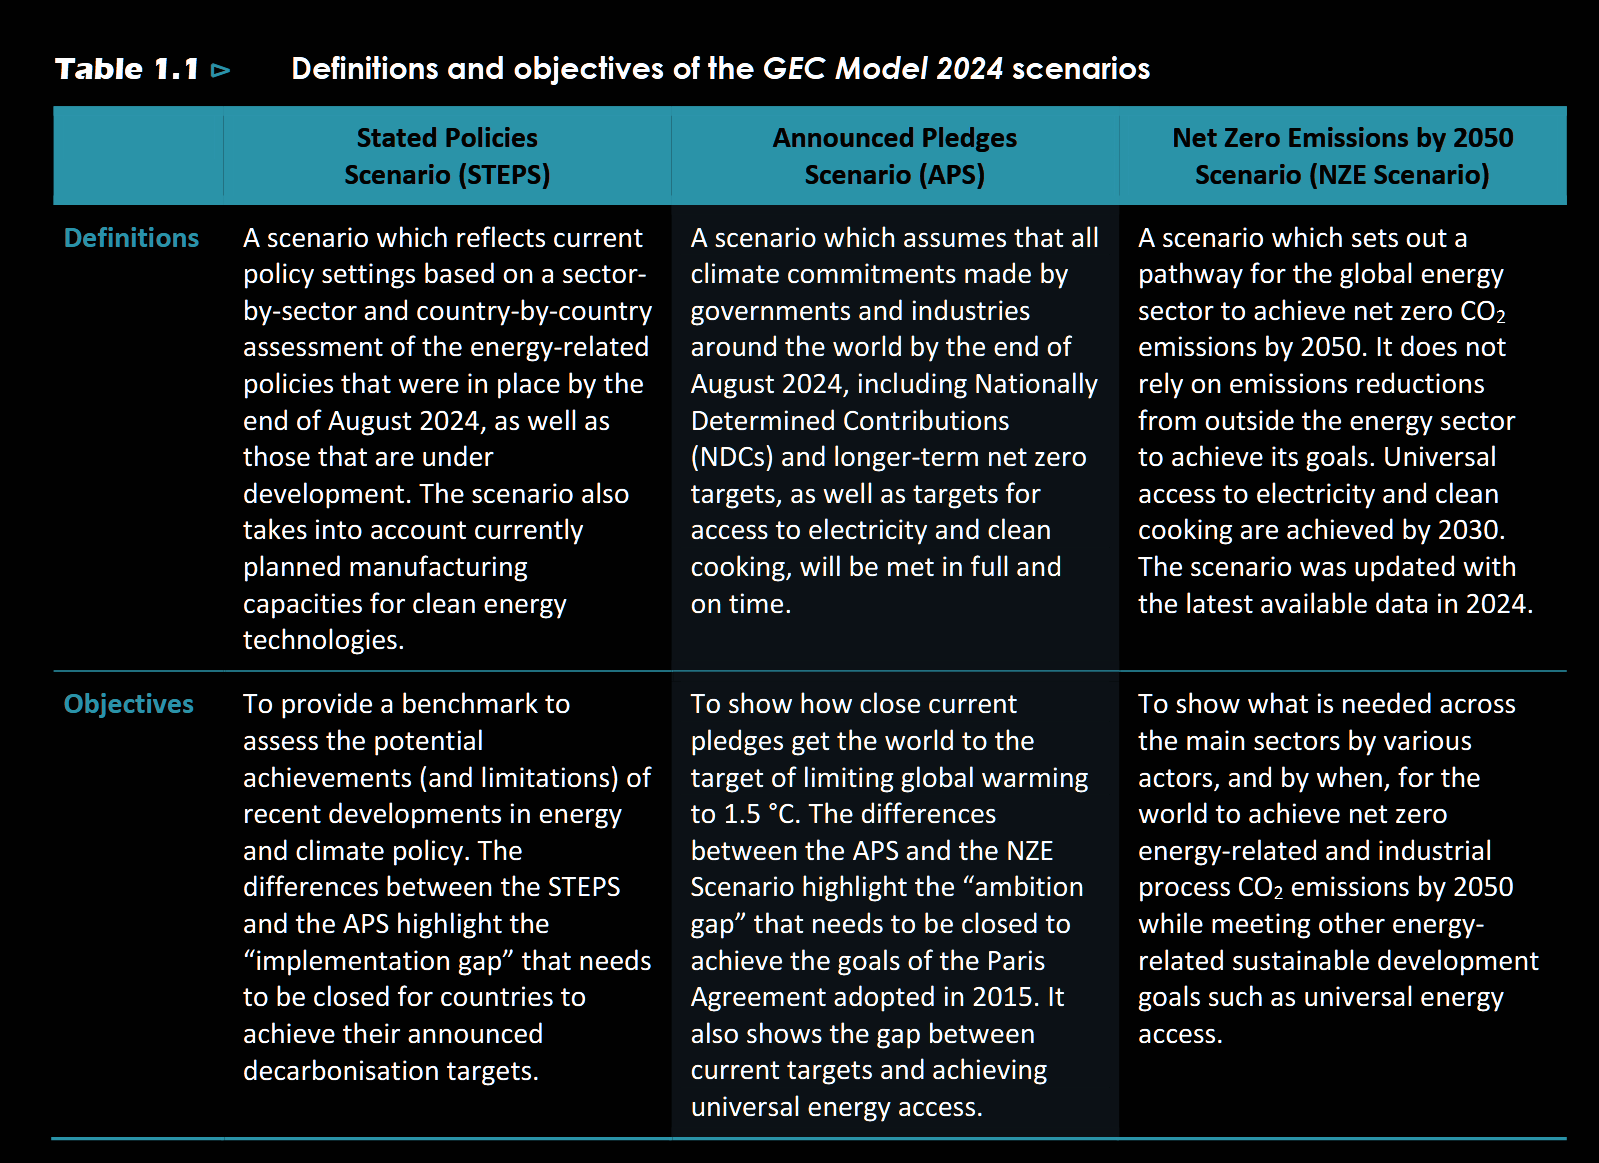 Table 1.1 ▻ Definitions and objectives of the GEC Model 2024 scenarios
Stated Policies
Scenario (STEPS)
Announced Pledges
Scenario (APS)
Net Zero Emissions by 2050
Scenario (NZE Scenario)
Definitions
A scenario which reflects current
policy settings based on a sector-
by-sector and country-by-country
assessment of the energy-related
policies that were in place by the
end of August 2024, as well as
those that are under
development. The scenario also
takes into account currently
planned manufacturing
capacities for clean energy
technologies.
A scenario which assumes that all
climate commitments made by
governments and industries
around the world by the end of
August 2024, including Nationally
Determined Contributions
(NDCs) and longer-term net zero
targets, as well as targets for
access to electricity and clean
cooking, will be met in full and
on time.
A scenario which sets out a
pathway for the global energy
sector to achieve net zero CO₂
emissions by 2050. It does not
rely on emissions reductions
from outside the energy sector
to achieve its goals. Universal
access to electricity and clean
cooking are achieved by 2030.
The scenario was updated with
the latest available data in 2024.
Objectives
To provide a benchmark to
assess the potential
achievements (and limitations) of
recent developments in energy
and climate policy. The
differences between the STEPS
and the APS highlight the
“implementation gap” that needs
to be closed for countries to
achieve their announced
decarbonisation targets.
To show how close current
pledges get the world to the
target of limiting global warming
to 1.5 °C. The differences
between the APS and the NZE
Scenario highlight the “ambition
gap” that needs to be closed to
achieve the goals of the Paris
Agreement adopted in 2015. It
also shows the gap between
current targets and achieving
universal energy access.
To show what is needed across
the main sectors by various
actors, and by when, for the
world to achieve net zero
energy-related and industrial
process CO₂ emissions by 2050
while meeting other energy-
related sustainable development
goals such as universal energy
access.